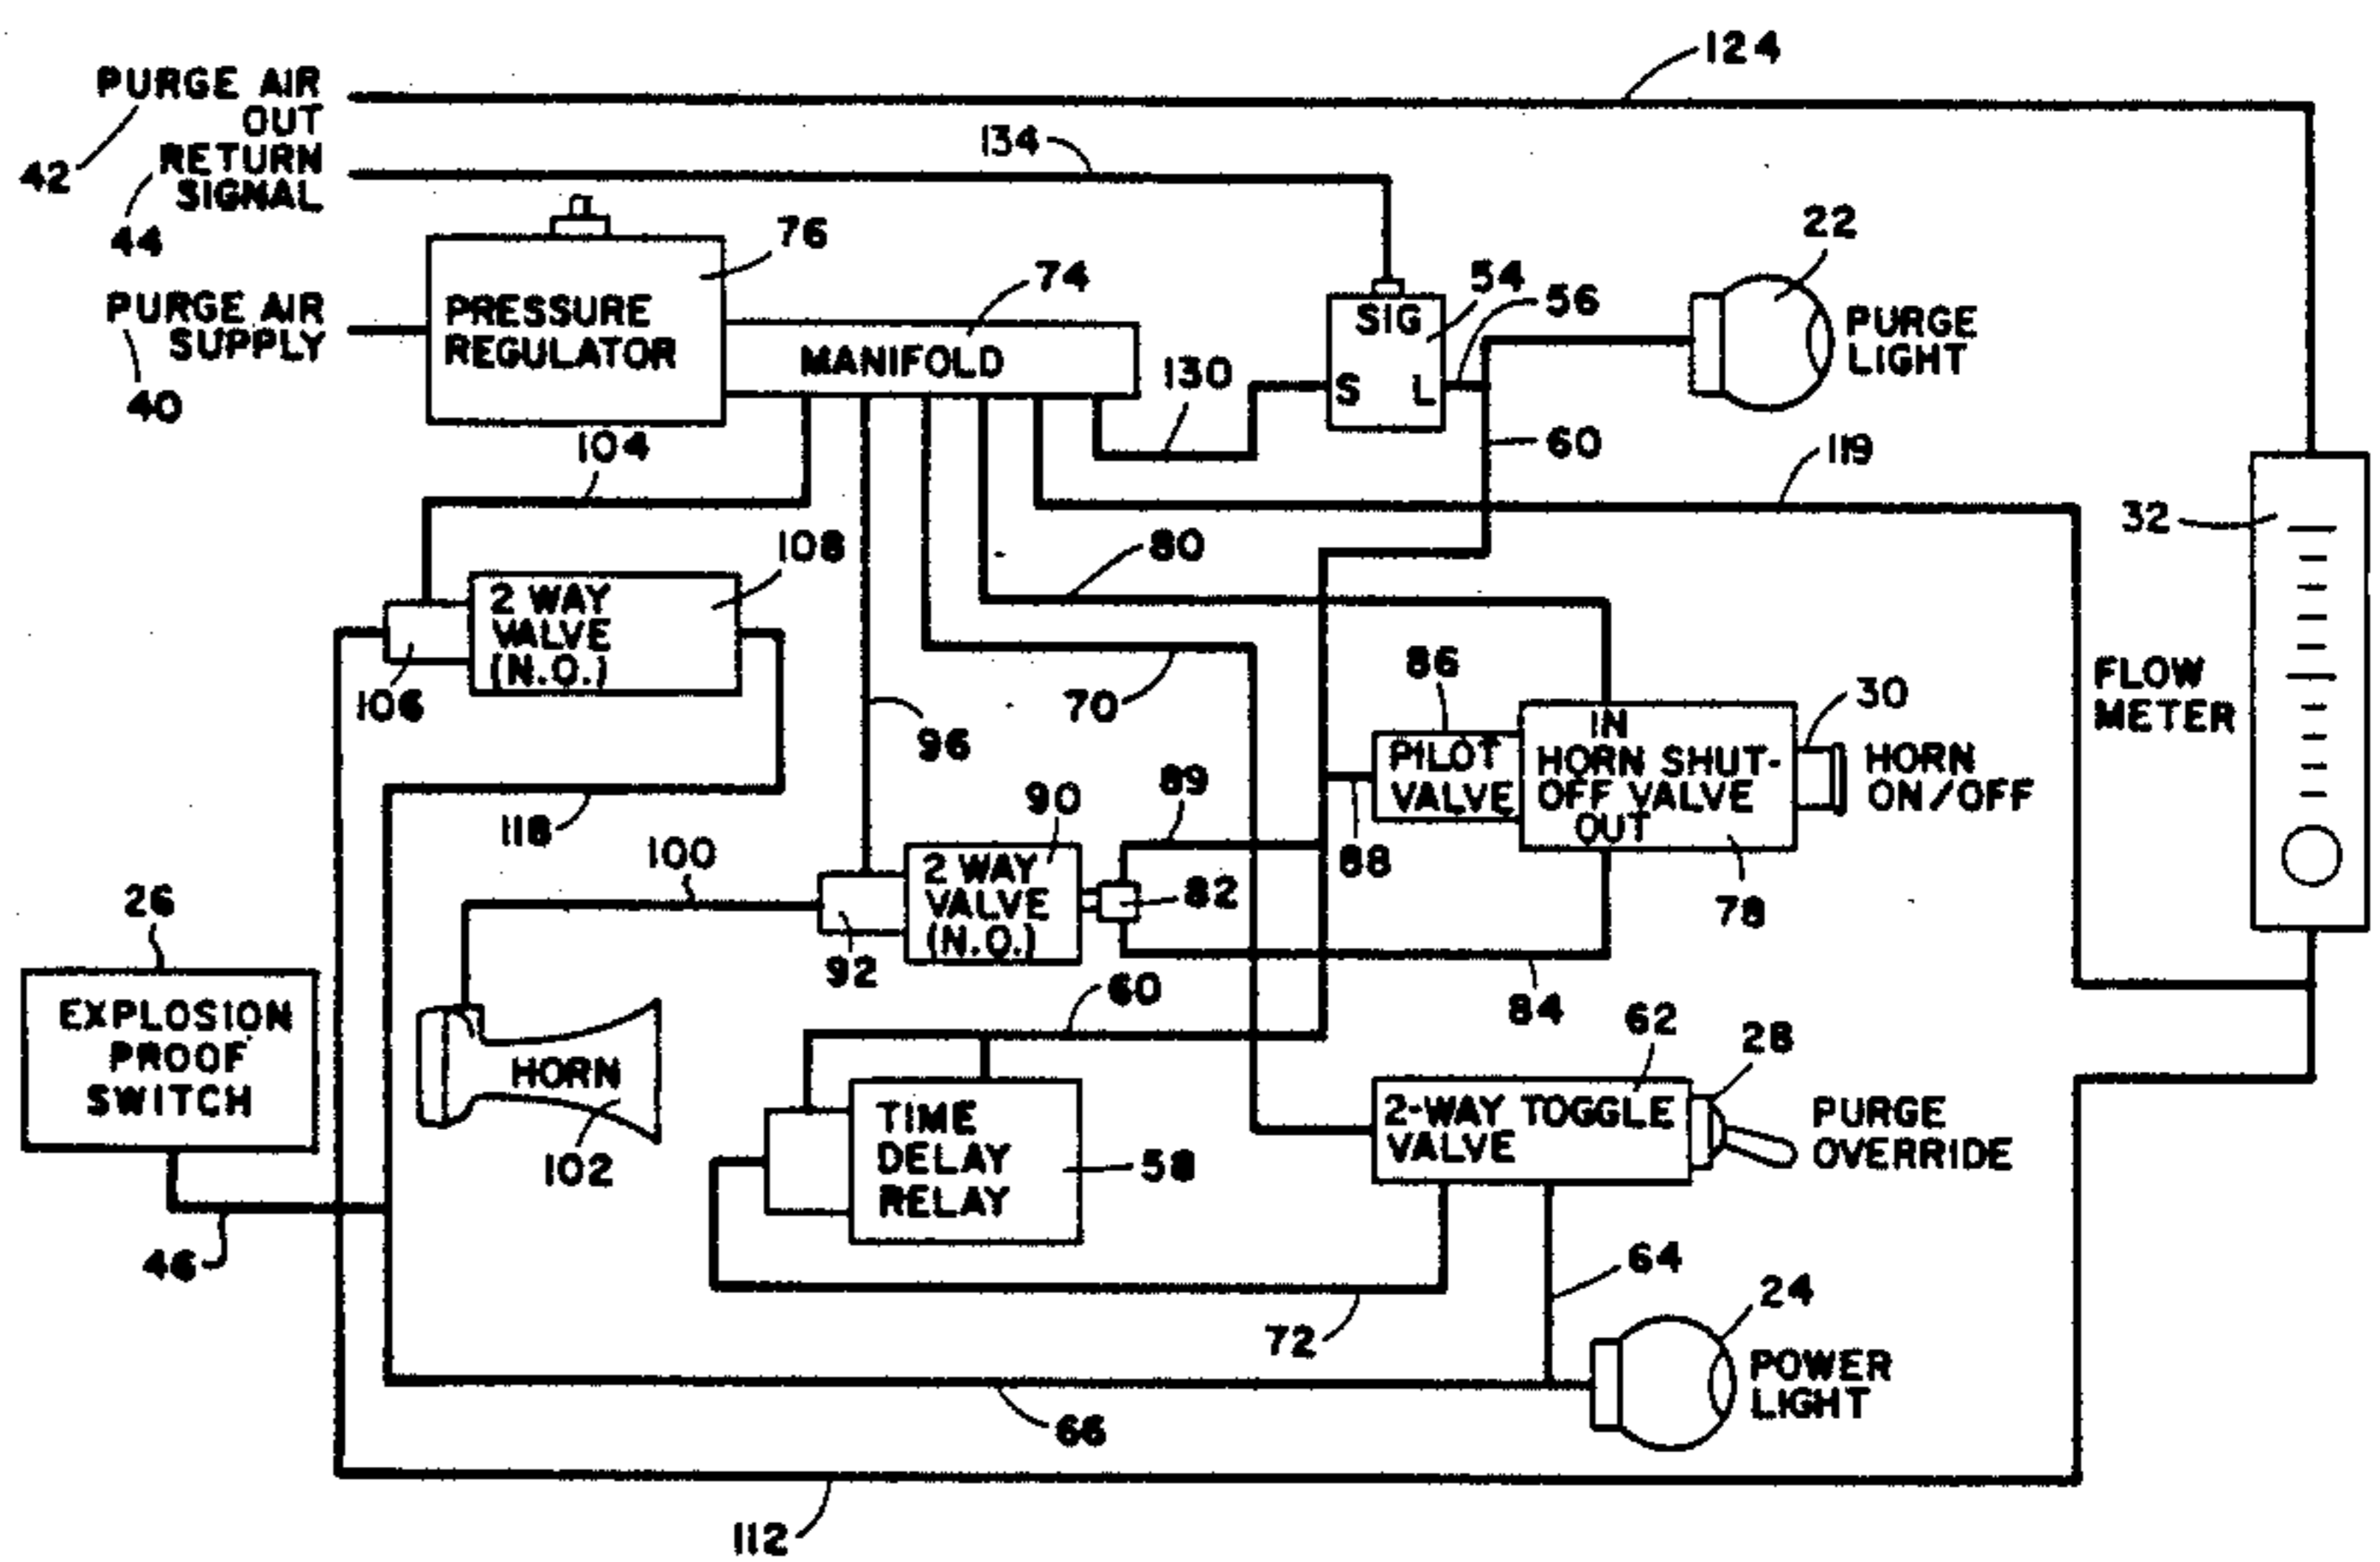 124
PURGE AIR
OUT
42
134
RETURN
SIGNAL
44
76
22
74
54
56
SIG
PURGE AIR
SUPPLY
40
PRESSURE
REGULATOR
MANIFOLD
130
S
L
PURGE
LIGHT
104
60
119
32
108
80
2 WAY
VALVE
(N.O.)
106
96
70
86
30
FLOW
METER
IN
PILOT
VALVE
HORN SHUT-
OFF VALVE
OUT
HORN
ON/OFF
118
100
90
89
88
78
2 WAY
VALVE
(N.O.)
82
26
92
60
84
62
28
EXPLOSION
PROOF
SWITCH
HORN
102
TIME
DELAY
RELAY
58
2-WAY TOGGLE
VALVE
PURGE
OVERRIDE
46
64
72
24
POWER
LIGHT
66
112